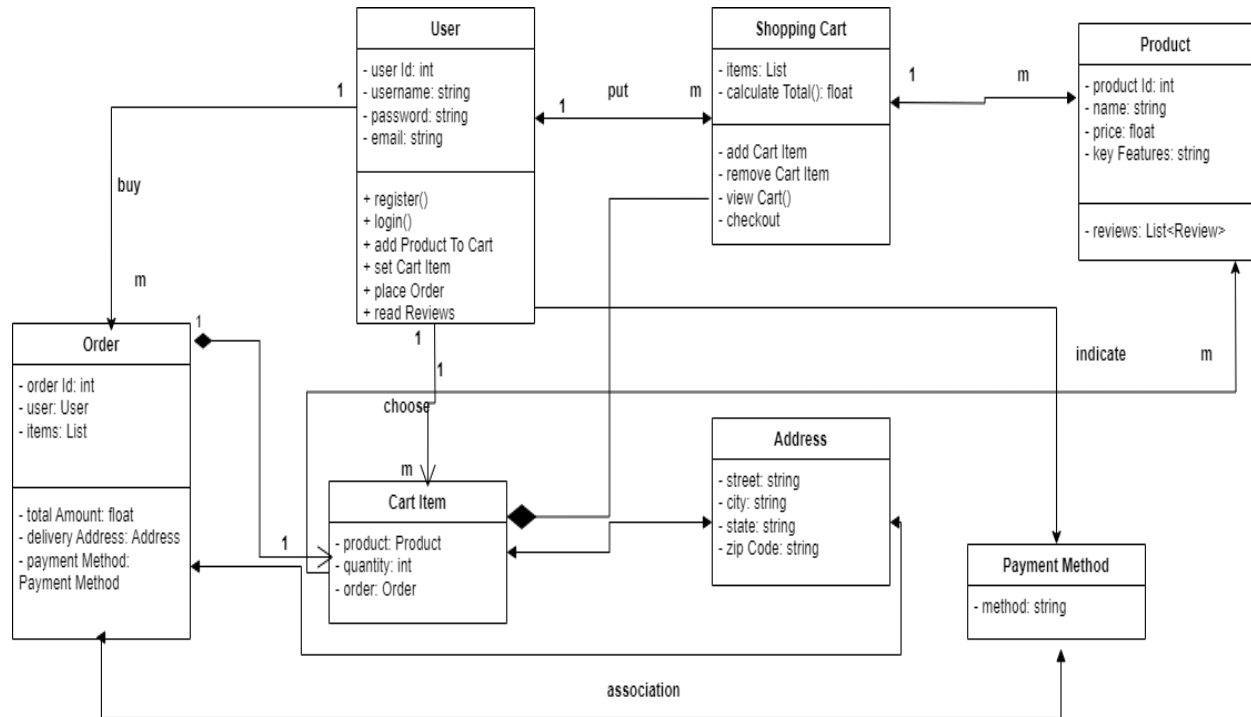 User
- user Id: int
- username: string
- password: string
- email: string
+ register()
+ login()
+ add Product To Cart
+ set Cart Item
+ place Order
+ read Reviews
Shopping Cart
- items: List
- calculate Total(): float
- add Cart Item
- remove Cart Item
- view Cart()
- checkout
Product
- product Id: int
- name: string
- price: float
- key Features: string
- reviews: List<Review>
1
put
m
1
1
m
buy
m
1
Order
- order Id: int
- user: User
- items: List
- total Amount: float
- delivery Address: Address
- payment Method:
Payment Method
1
1
choose
m
1
Cart Item
- product: Product
- quantity: int
- order: Order
Address
- street: string
- city: string
- state: string
- zip Code: string
indicate
m
Payment Method
- method: string
association